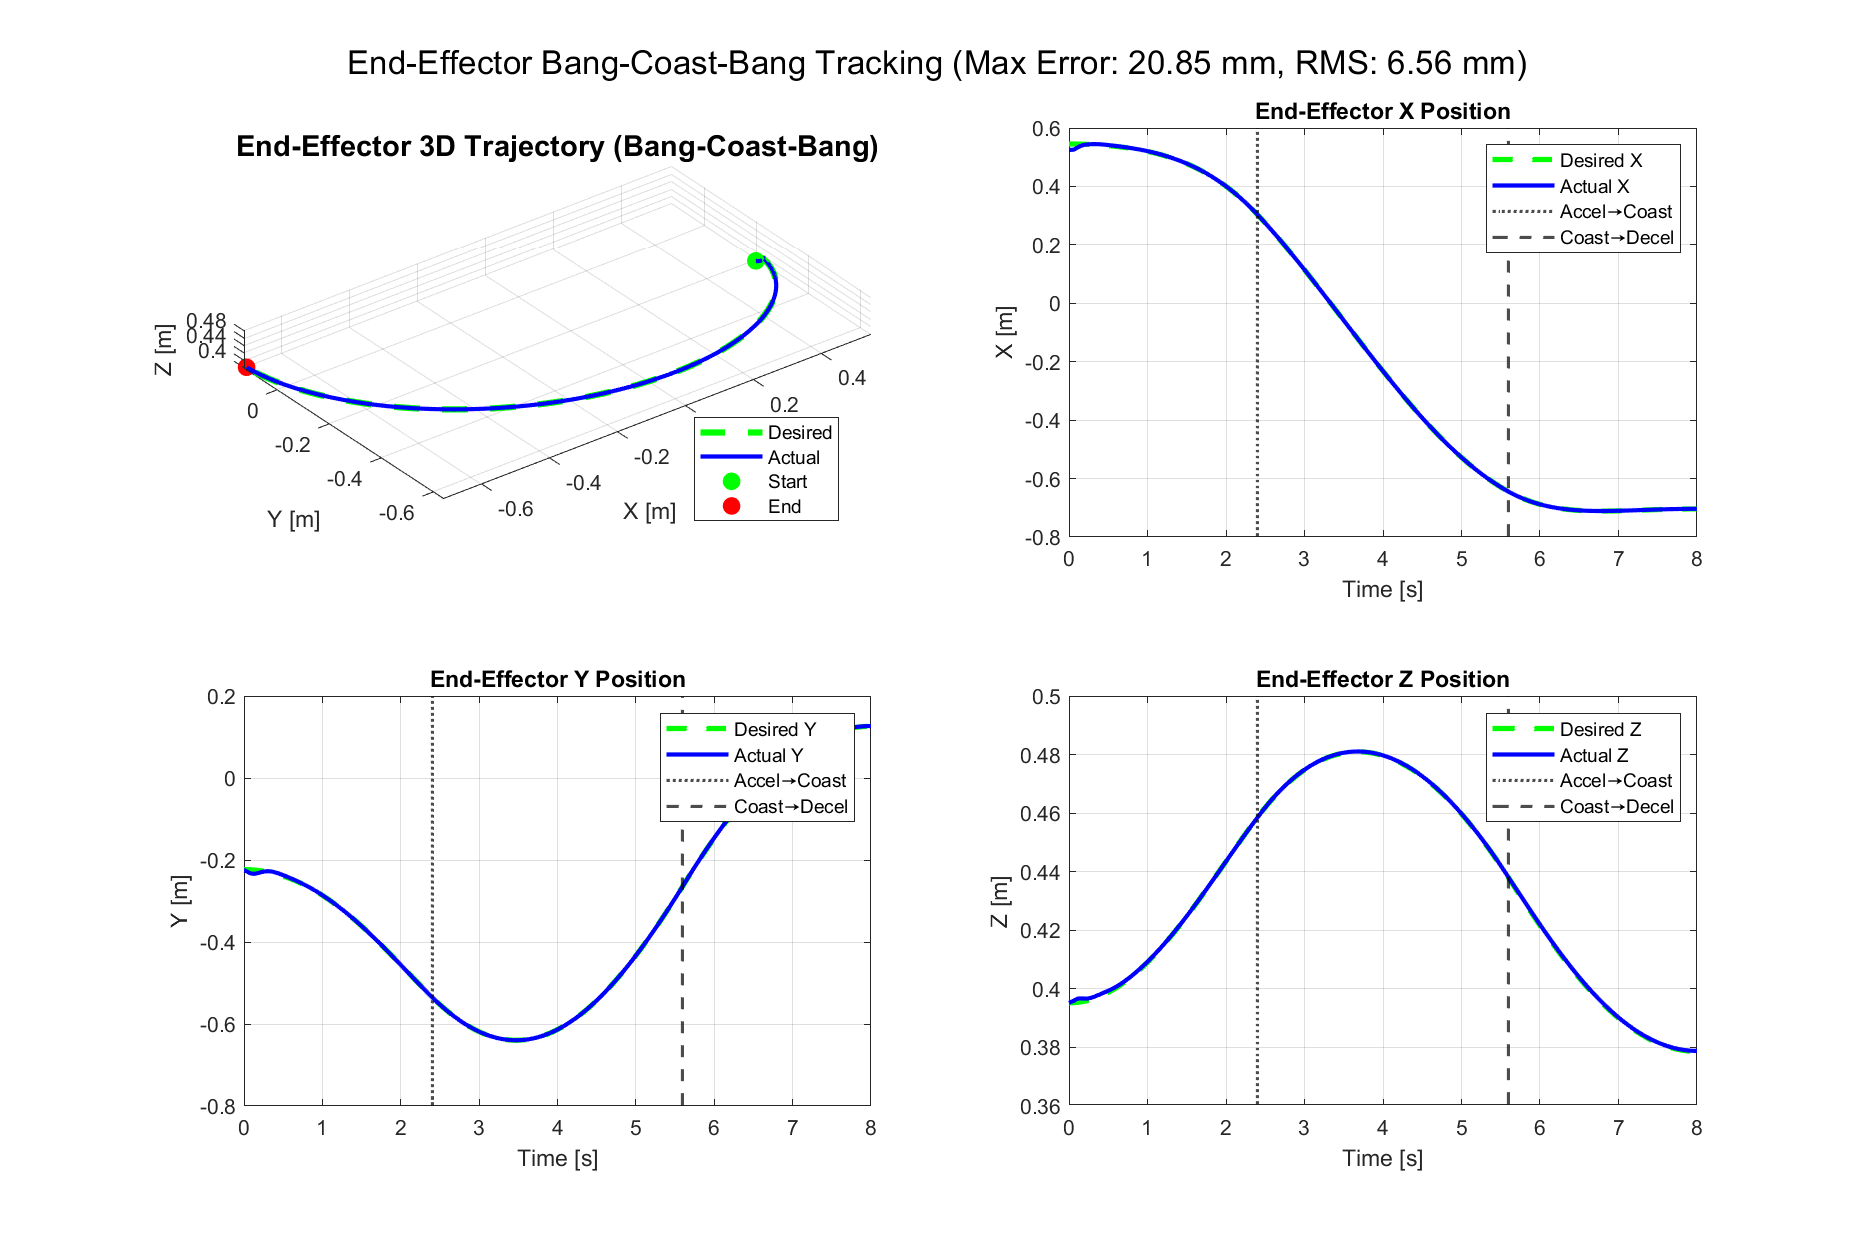 End-Effector Bang-Coast-Bang Tracking (Max Error: 20.85 mm, RMS: 6.56 mm)
End-Effector 3D Trajectory (Bang-Coast-Bang)
Z [m]
0.48
0.44
0.4
0
-0.2
-0.4
-0.6
Y [m]
-0.6
-0.4
-0.2
0.2
0.4
X [m]
Desired
Actual
Start
End
End-Effector X Position
X [m]
0.6
0.4
0.2
0
-0.2
-0.4
-0.6
-0.8
0 1 2 3 4 5 6 7 8
Time [s]
Desired X
Actual X
Accel→Coast
Coast→Decel
End-Effector Y Position
Y [m]
0.2
0
-0.2
-0.4
-0.6
-0.8
0 1 2 3 4 5 6 7 8
Time [s]
Desired Y
Actual Y
Accel→Coast
Coast→Decel
End-Effector Z Position
Z [m]
0.5
0.48
0.46
0.44
0.42
0.4
0.38
0.36
0 1 2 3 4 5 6 7 8
Time [s]
Desired Z
Actual Z
Accel→Coast
Coast→Decel